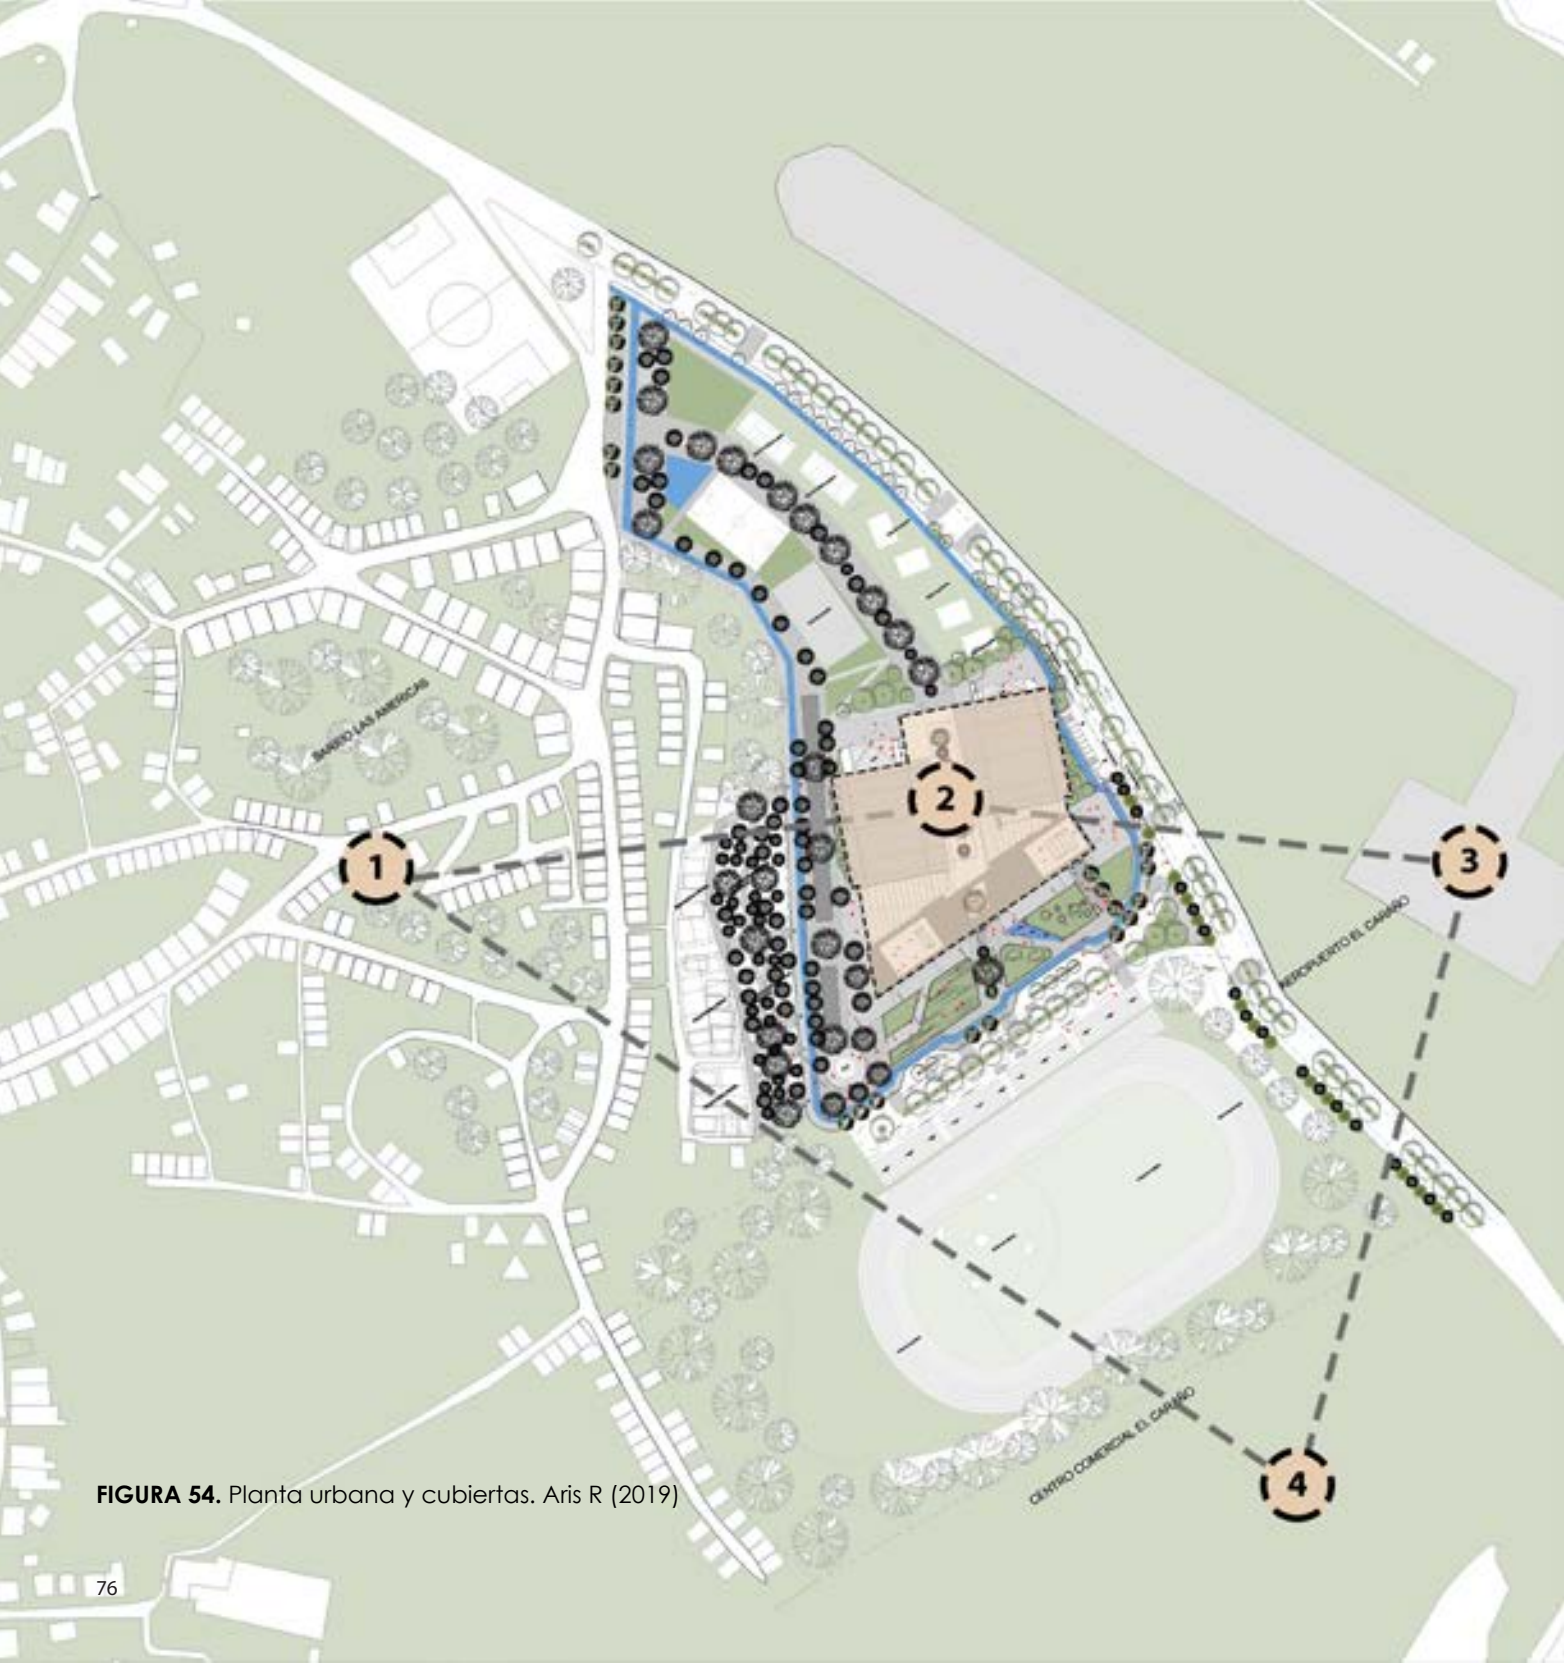 BARRIO LAS AMERICAS
2
1
3
AEROPUERTO EL CARAÑO
CENTRO COMERCIAL EL CARAÑO
4
FIGURA 54. Planta urbana y cubiertas. Aris R (2019)
76